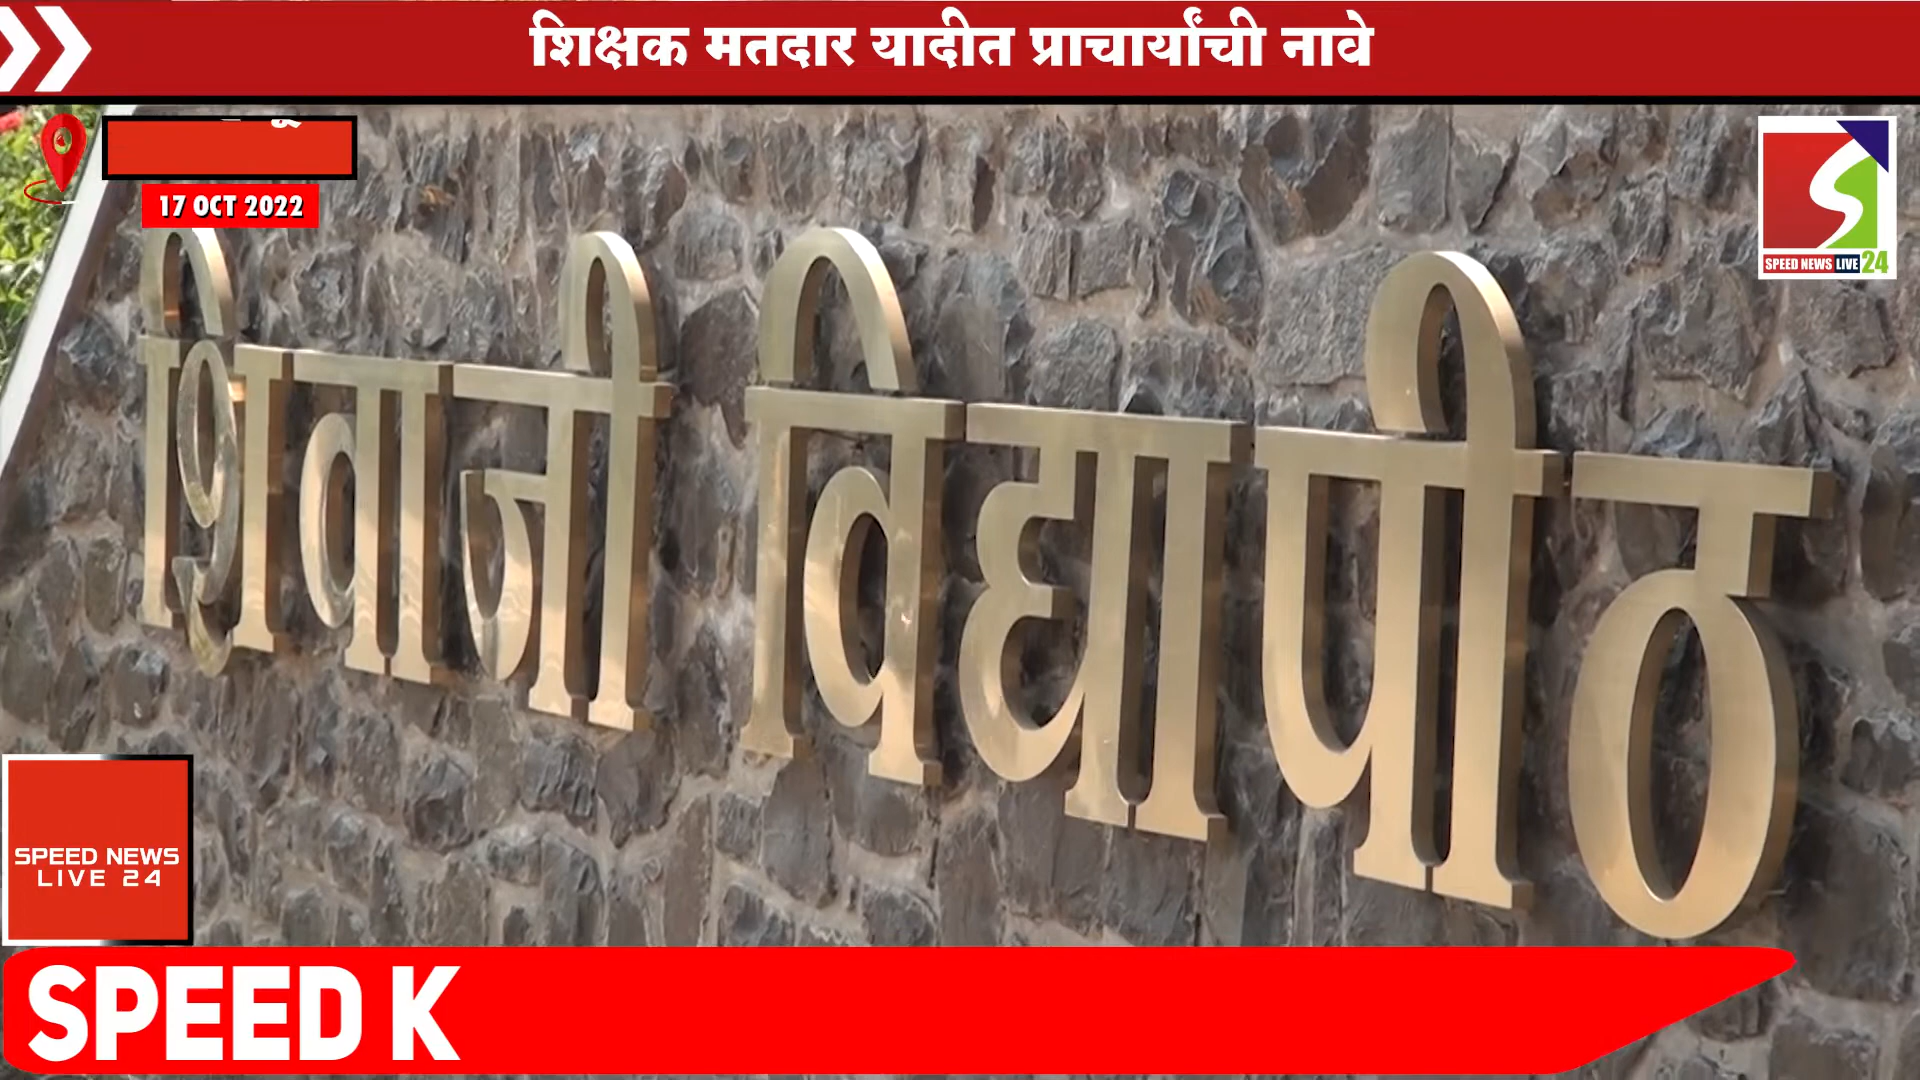 शिक्षक मतदार यादीत प्राचार्यांची नावे
17 OCT 2022
SPEED NEWS LIVE 24
शिवाजी विद्यापीठ
SPEED NEWS
LIVE 24
SPEED K